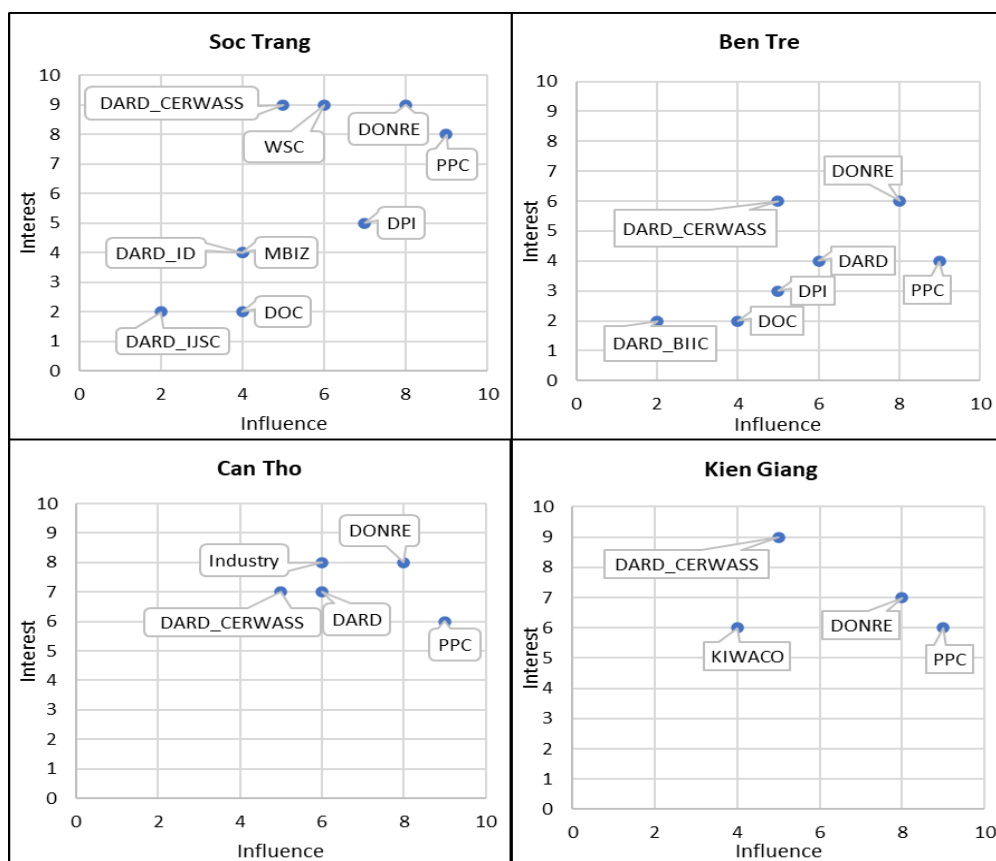 Soc Trang
10
9
8
7
6
5
4
3
2
1
0
Interest
DARD_CERWASS
WSC
DONRE
PPC
DPI
DARD_ID
MBIZ
DARD_IJSC
DOC
0 2 4 6 8 10
Influence
Ben Tre
10
9
8
7
6
5
4
3
2
1
0
Interest
DONRE
DARD_CERWASS
DARD
PPC
DPI
DOC
DARD_BIIC
0 2 4 6 8 10
Influence
Can Tho
10
9
8
7
6
5
4
3
2
1
0
Interest
DONRE
Industry
DARD_CERWASS
DARD
PPC
0 2 4 6 8 10
Influence
Kien Giang
10
9
8
7
6
5
4
3
2
1
0
Interest
DARD_CERWASS
DONRE
KIWACO
PPC
0 2 4 6 8 10
Influence